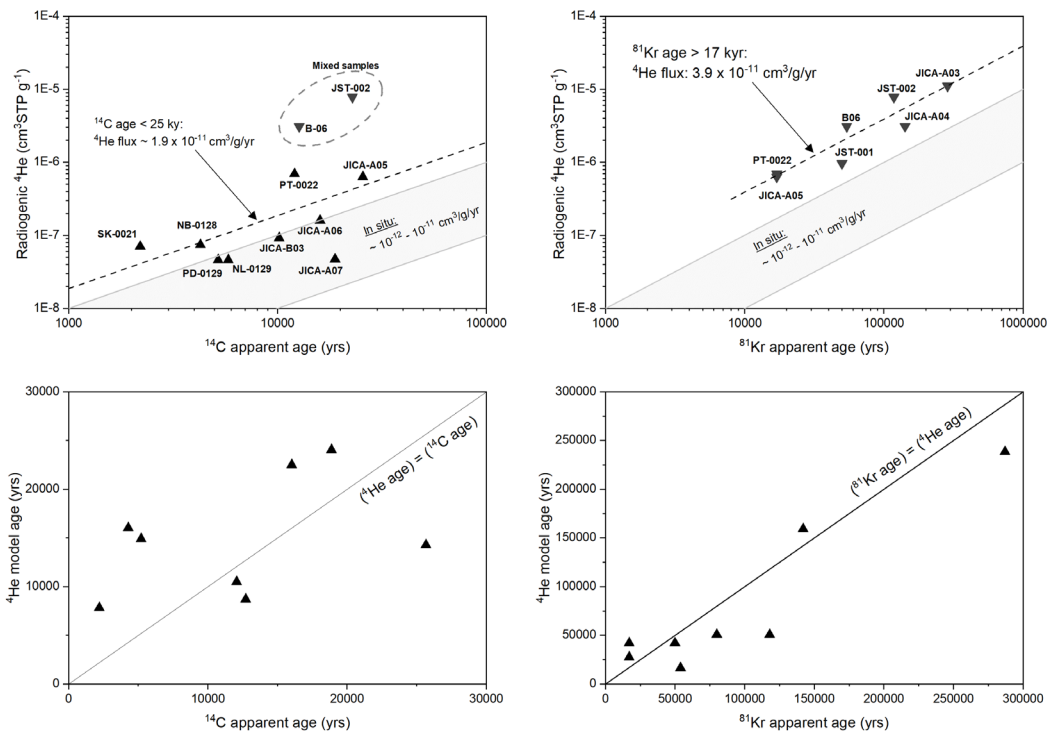 1E-4
1E-5
1E-6
1E-7
1E-8
Radiogenic ⁴He (cm³STP g⁻¹)
Mixed samples
JST-002
B-06
¹⁴C age < 25 ky:
⁴He flux ~ 1.9 x 10⁻¹¹ cm³/g/yr
JICA-A05
PT-0022
SK-0021
NB-0128
JICA-A06
JICA-B03
PD-0129
NL-0129
JICA-A07
In situ:
~ 10⁻¹² - 10⁻¹¹ cm³/g/yr
1000
10000
100000
¹⁴C apparent age (yrs)
1E-4
1E-5
1E-6
1E-7
1E-8
Radiogenic ⁴He (cm³STP g⁻¹)
⁸¹Kr age > 17 kyr:
⁴He flux: 3.9 x 10⁻¹¹ cm³/g/yr
JICA-A03
JST-002
B06
JICA-A04
PT-0022
JST-001
JICA-A05
In situ:
~ 10⁻¹² - 10⁻¹¹ cm³/g/yr
1000
10000
100000
1000000
⁸¹Kr apparent age (yrs)
30000
20000
10000
0
⁴He model age (yrs)
(⁴He age) = (¹⁴C age)
0
10000
20000
30000
¹⁴C apparent age (yrs)
300000
250000
200000
150000
100000
50000
0
⁴He model age (yrs)
(⁸¹Kr age) = (⁴He age)
0
50000
100000
150000
200000
250000
300000
⁸¹Kr apparent age (yrs)